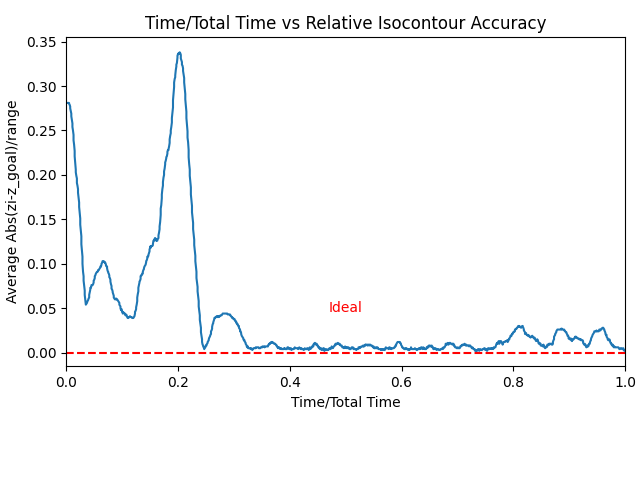 Time/Total Time vs Relative Isocontour Accuracy
Average Abs(zi-z_goal)/range
0.35
0.30
0.25
0.20
0.15
0.10
0.05
0.00
Ideal
0.0 0.2 0.4 0.6 0.8 1.0
Time/Total Time